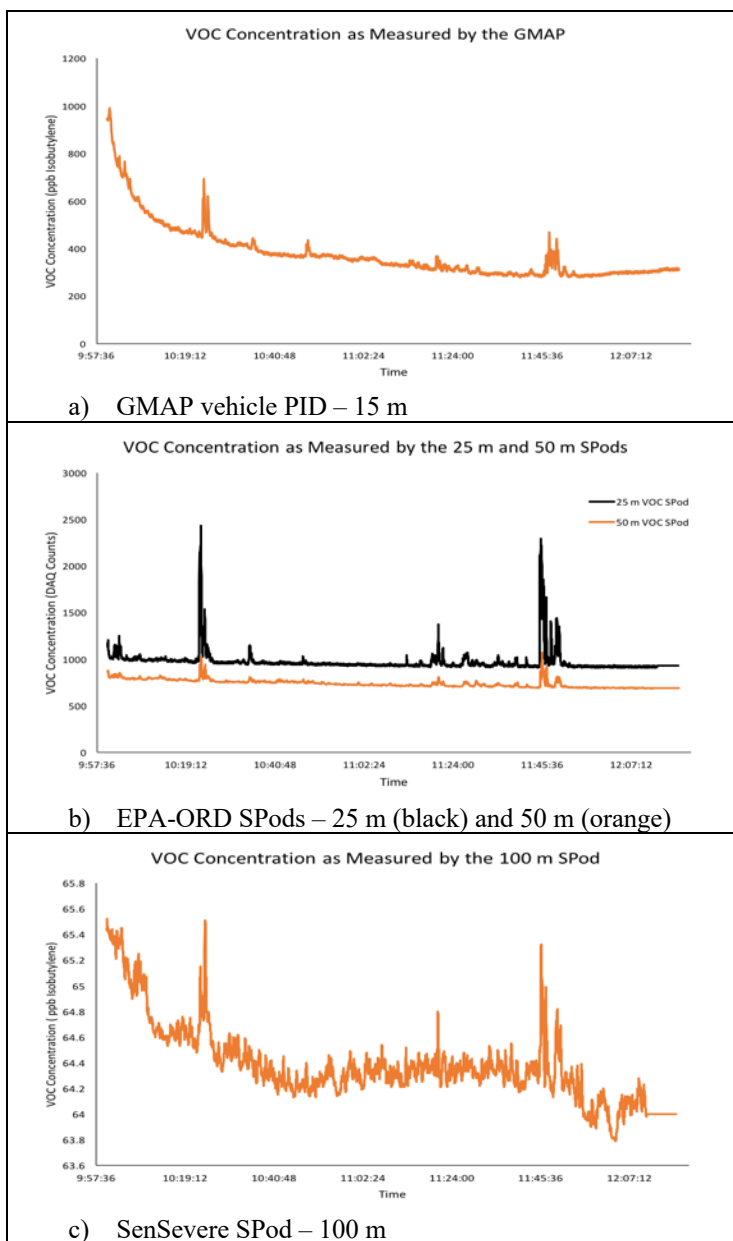 VOC Concentration as Measured by the GMAP
VOC Concentration (ppb Isobutylene)
1200
1000
800
600
400
200
0
9:57:36 10:19:12 10:40:48 11:02:24 11:24:00 11:45:36 12:07:12
Time
a) GMAP vehicle PID – 15 m
VOC Concentration as Measured by the 25 m and 50 m SPods
VOC Concentration (DAQ Counts)
3000
2500
2000
1500
1000
500
0
25 m VOC SPod
50 m VOC SPod
9:57:36 10:19:12 10:40:48 11:02:24 11:24:00 11:45:36 12:07:12
Time
b) EPA-ORD SPods – 25 m (black) and 50 m (orange)
VOC Concentration as Measured by the 100 m SPod
VOC Concentration ( ppb Isobutylene)
65.8
65.6
65.4
65.2
65
64.8
64.6
64.4
64.2
64
63.8
63.6
9:57:36 10:19:12 10:40:48 11:02:24 11:24:00 11:45:36 12:07:12
Time
c) SenSevere SPod – 100 m